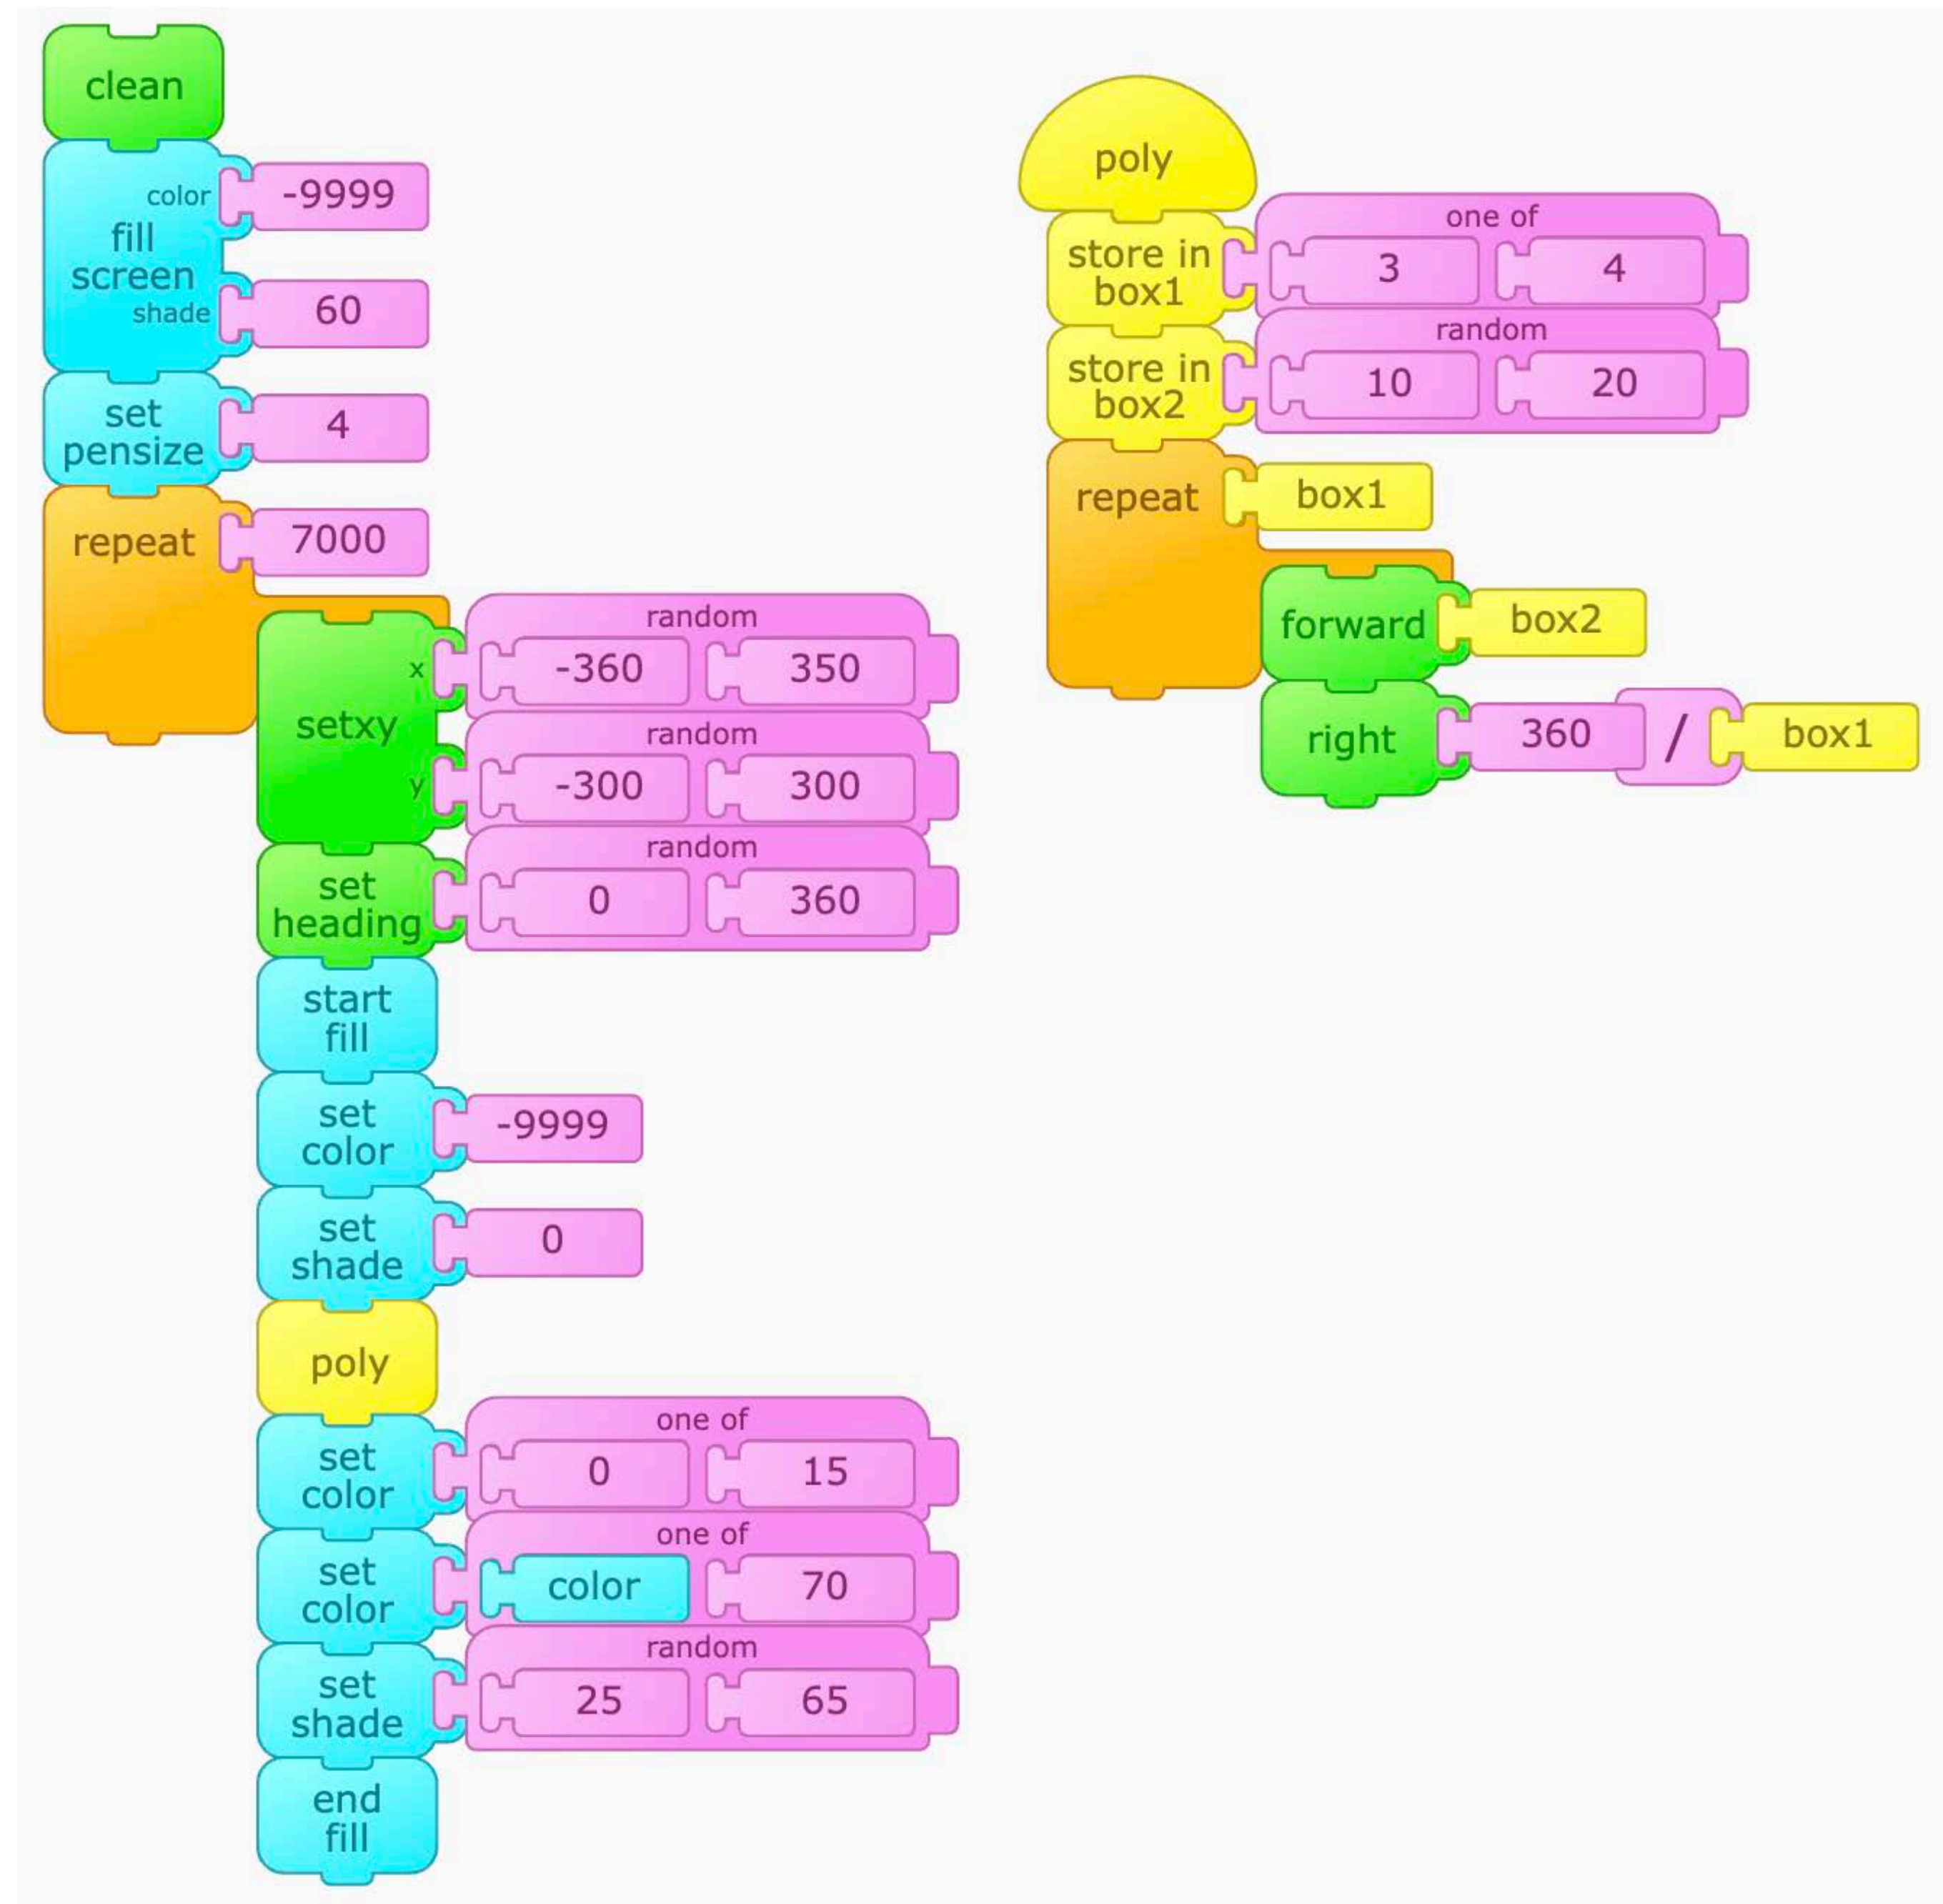 clean
color -9999
fill
screen
shade 60
set
pensize 4
repeat 7000
random
x -360 350
setxy
random
y -300 300
random
set
heading 0 360
start
fill
set
color -9999
set
shade 0
poly
one of
set
color 0 15
one of
set
color color 70
random
set
shade 25 65
end
fill
poly
one of
store in
box1 3 4
random
store in
box2 10 20
repeat box1
forward box2
right 360 / box1